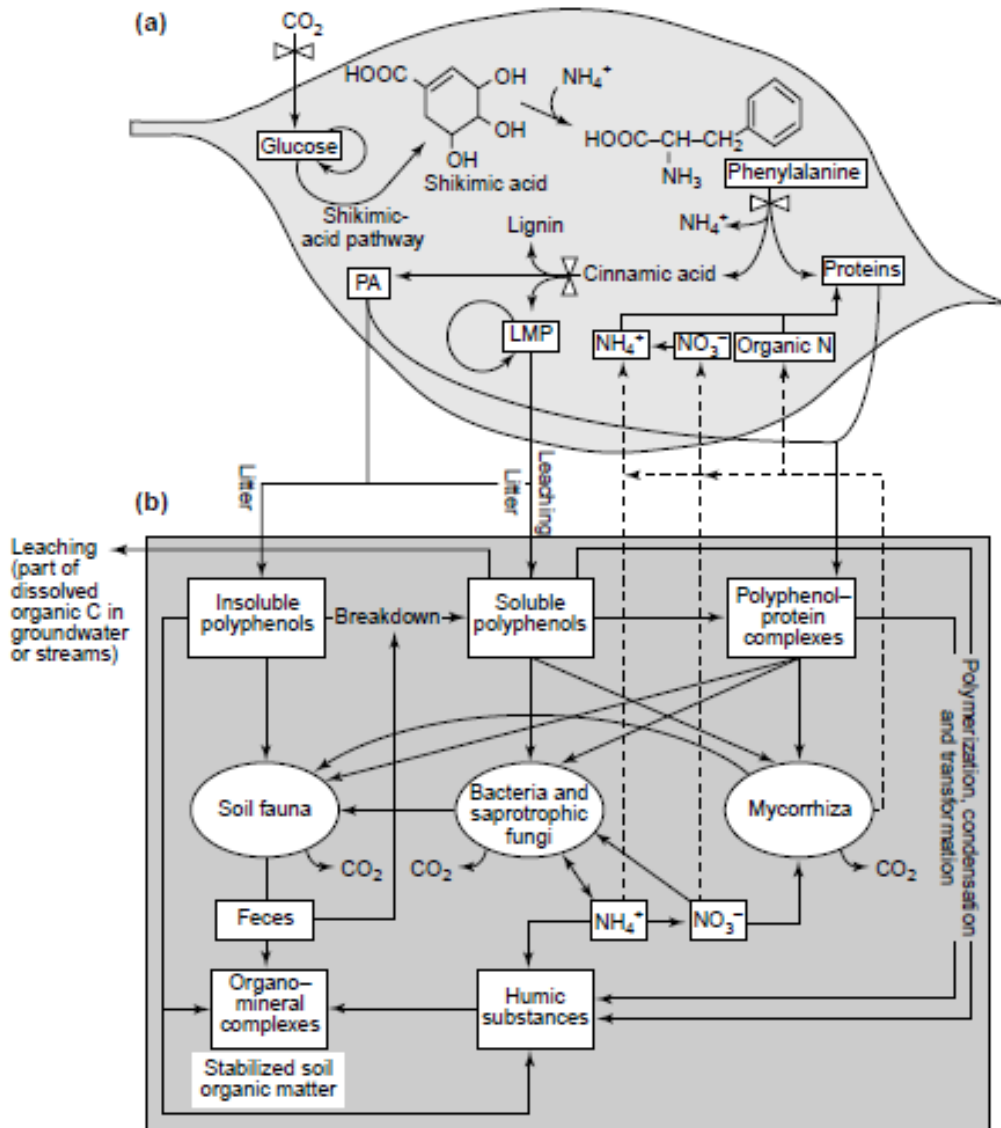 (a)
CO₂
HOOC
OH
OH
OH
Shikimic acid
NH₄⁺
HOOC—CH—CH₂
NH₃
Glucose
Shikimic-
acid pathway
Phenylalanine
NH₄⁺
Lignin
Cinnamic acid
Proteins
PA
LMP
NH₄⁺
NO₃⁻
Organic N
Litter
Leaching
Litter
(b)
Leaching
(part of
dissolved
organic C in
groundwater
or streams)
Insoluble
polyphenols
Breakdown
Soluble
polyphenols
Polyphenol–
protein
complexes
Polymerization, condensation
and transformation
Soil fauna
Bacteria and
saprotrophic
fungi
Mycorrhiza
CO₂
CO₂
CO₂
Feces
NH₄⁺
NO₃⁻
Organo–
mineral
complexes
Humic
substances
Stabilized soil
organic matter